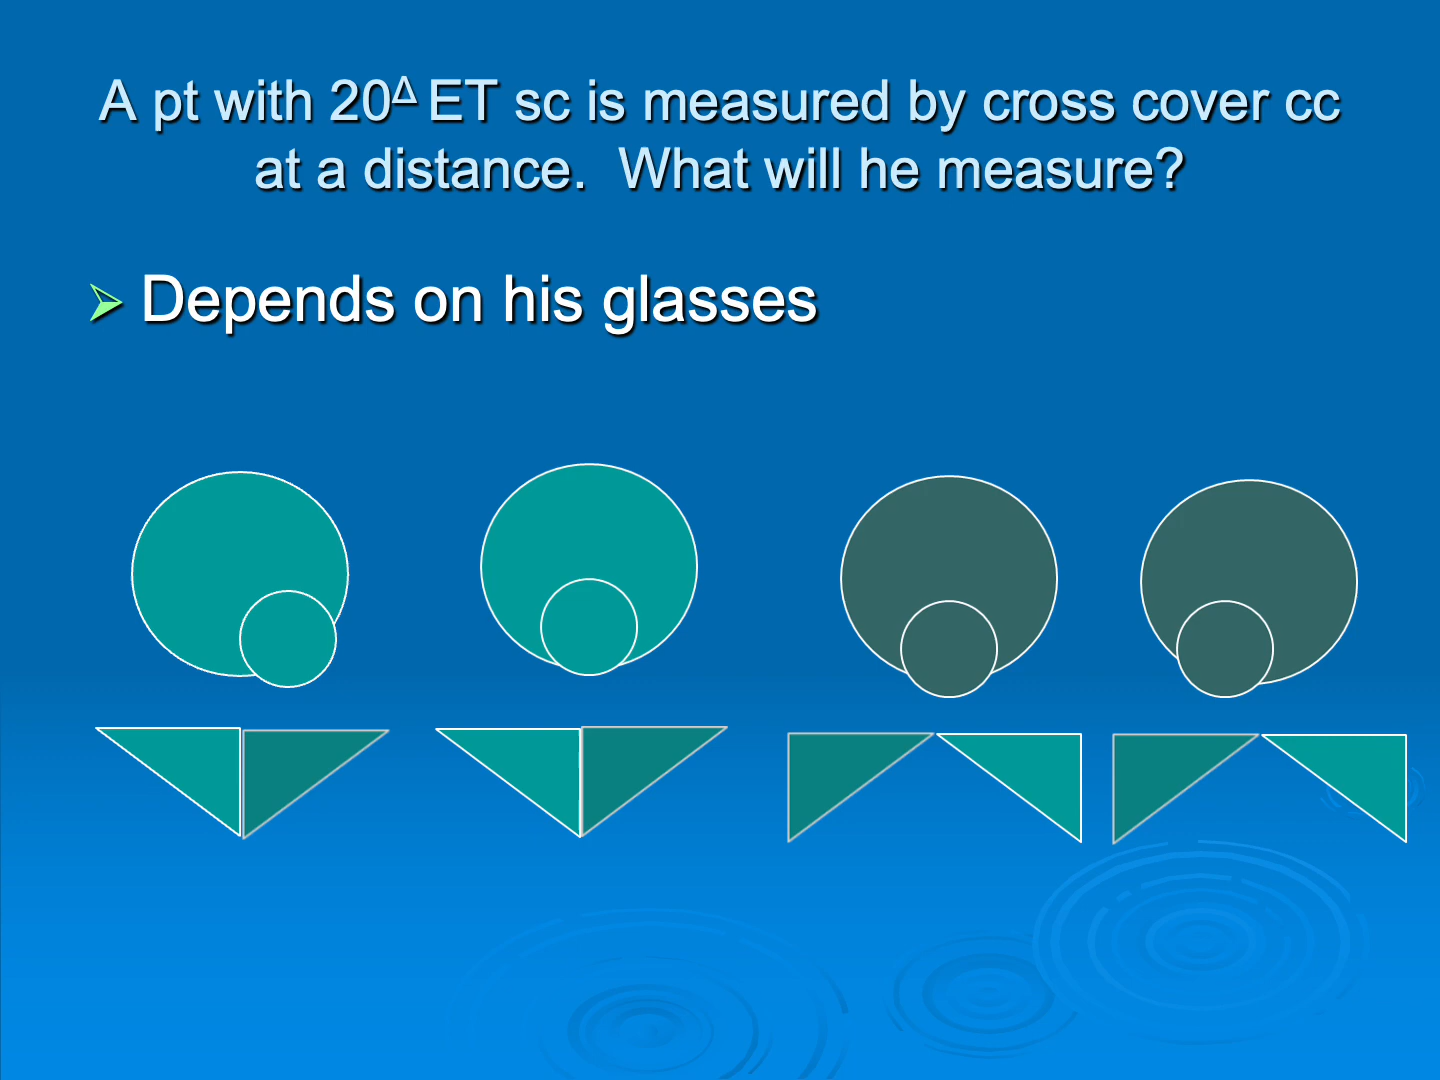 A pt with 20Δ ET sc is measured by cross cover cc
at a distance.  What will he measure?
Depends on his glasses